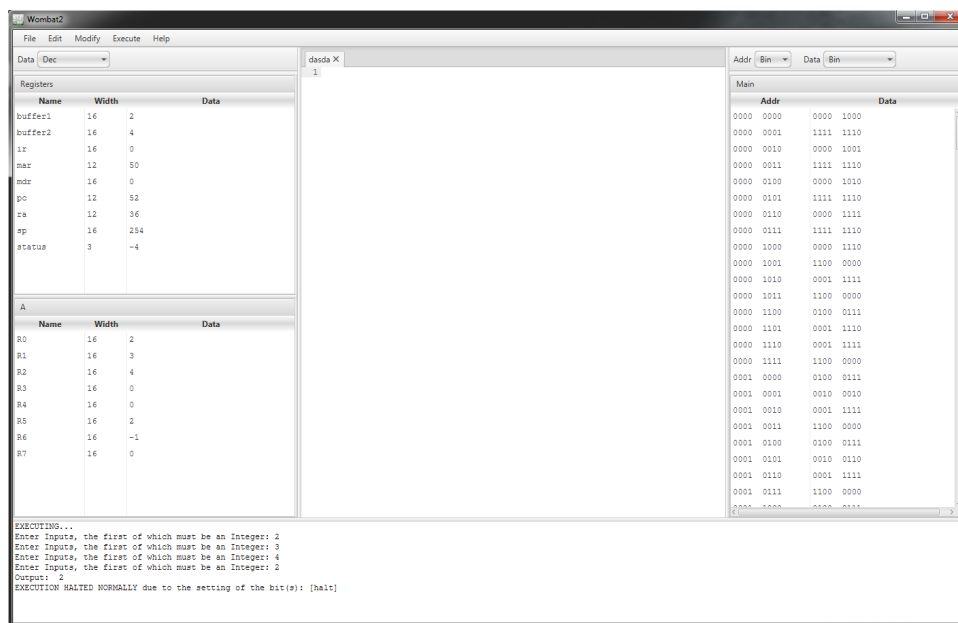 Wombat2
File Edit Modify Execute Help
Data Dec
Registers
Name Width Data
buffer1 16 2
buffer2 16 4
ir 16 0
mar 12 50
mdr 16 0
pc 12 52
ra 12 36
sp 16 254
status 3 -4
A
Name Width Data
R0 16 2
R1 16 3
R2 16 4
R3 16 0
R4 16 0
R5 16 2
R6 16 -1
R7 16 0
dasda X
1
Addr Bin Data Bin
Main
Addr Data
0000 0000 0000 1000
0000 0001 1111 1110
0000 0010 0000 1001
0000 0011 1111 1110
0000 0100 0000 1010
0000 0101 1111 1110
0000 0110 0000 1111
0000 0111 1111 1110
0000 1000 0000 1110
0000 1001 1100 0000
0000 1010 0001 1111
0000 1011 1100 0000
0000 1100 0100 0111
0000 1101 0001 1110
0000 1110 0001 1111
0000 1111 1100 0000
0001 0000 0100 0111
0001 0001 0010 0010
0001 0010 0001 1111
0001 0011 1100 0000
0001 0100 0100 0111
0001 0101 0010 0110
0001 0110 0001 1111
0001 0111 1100 0000
EXECUTING...
Enter Inputs, the first of which must be an Integer: 2
Enter Inputs, the first of which must be an Integer: 3
Enter Inputs, the first of which must be an Integer: 4
Enter Inputs, the first of which must be an Integer: 2
Output: 2
EXECUTION HALTED NORMALLY due to the setting of the bit(s): [halt]